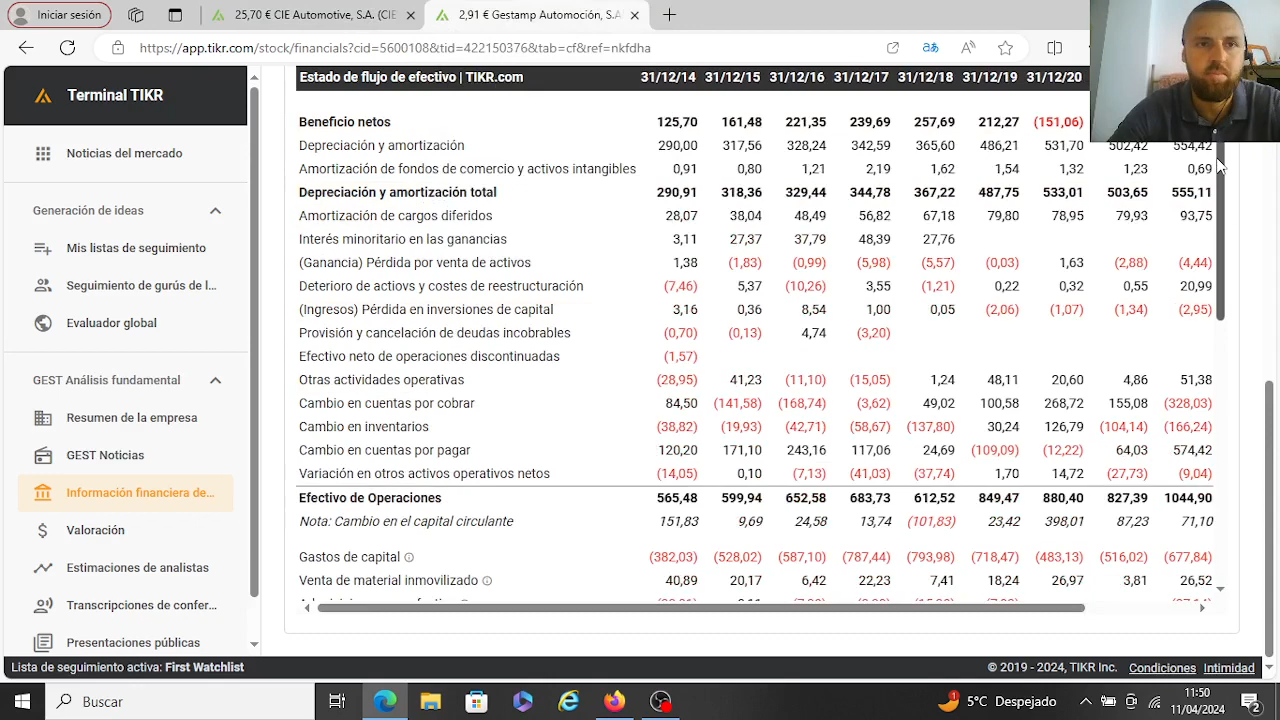 Iniciar sesión
25,70 € CIE Automotive, S.A. (CIE
2,91 € Gestamp Automoción, S.A
https://app.tikr.com/stock/financials?cid=5600108&tid=422150376&tab=cf&ref=nkfdha
Terminal TIKR
Noticias del mercado
Generación de ideas
Mis listas de seguimiento
Seguimiento de gurús de l...
Evaluador global
GEST Análisis fundamental
Resumen de la empresa
GEST Noticias
Información financiera de...
Valoración
Estimaciones de analistas
Transcripciones de confer...
Presentaciones públicas
Estado de flujo de efectivo | TIKR.com 31/12/14 31/12/15 31/12/16 31/12/17 31/12/18 31/12/19 31/12/20
Beneficio netos 125,70 161,48 221,35 239,69 257,69 212,27 (151,06)
Depreciación y amortización 290,00 317,56 328,24 342,59 365,60 486,21 531,70 502,42 554,42
Amortización de fondos de comercio y activos intangibles 0,91 0,80 1,21 2,19 1,62 1,54 1,32 1,23 0,69
Depreciación y amortización total 290,91 318,36 329,44 344,78 367,22 487,75 533,01 503,65 555,11
Amortización de cargos diferidos 28,07 38,04 48,49 56,82 67,18 79,80 78,95 79,93 93,75
Interés minoritario en las ganancias 3,11 27,37 37,79 48,39 27,76
(Ganancia) Pérdida por venta de activos 1,38 (1,83) (0,99) (5,98) (5,57) (0,03) 1,63 (2,88) (4,44)
Deterioro de actiovs y costes de reestructuración (7,46) 5,37 (10,26) 3,55 (1,21) 0,22 0,32 0,55 20,99
(Ingresos) Pérdida en inversiones de capital 3,16 0,36 8,54 1,00 0,05 (2,06) (1,07) (1,34) (2,95)
Provisión y cancelación de deudas incobrables (0,70) (0,13) 4,74 (3,20)
Efectivo neto de operaciones discontinuadas (1,57)
Otras actividades operativas (28,95) 41,23 (11,10) (15,05) 1,24 48,11 20,60 4,86 51,38
Cambio en cuentas por cobrar 84,50 (141,58) (168,74) (3,62) 49,02 100,58 268,72 155,08 (328,03)
Cambio en inventarios (38,82) (19,93) (42,71) (58,67) (137,80) 30,24 126,79 (104,14) (166,24)
Cambio en cuentas por pagar 120,20 171,10 243,16 117,06 24,69 (109,09) (12,22) 64,03 574,42
Variación en otros activos operativos netos (14,05) 0,10 (7,13) (41,03) (37,74) 1,70 14,72 (27,73) (9,04)
Efectivo de Operaciones 565,48 599,94 652,58 683,73 612,52 849,47 880,40 827,39 1044,90
Nota: Cambio en el capital circulante 151,83 9,69 24,58 13,74 (101,83) 23,42 398,01 87,23 71,10
Gastos de capital (382,03) (528,02) (587,10) (787,44) (793,98) (718,47) (483,13) (516,02) (677,84)
Venta de material inmovilizado 40,89 20,17 6,42 22,23 7,41 18,24 26,97 3,81 26,52
Lista de seguimiento activa: First Watchlist
© 2019 - 2024, TIKR Inc. Condiciones Intimidad
Buscar
5°C Despejado
11:50
11/04/2024